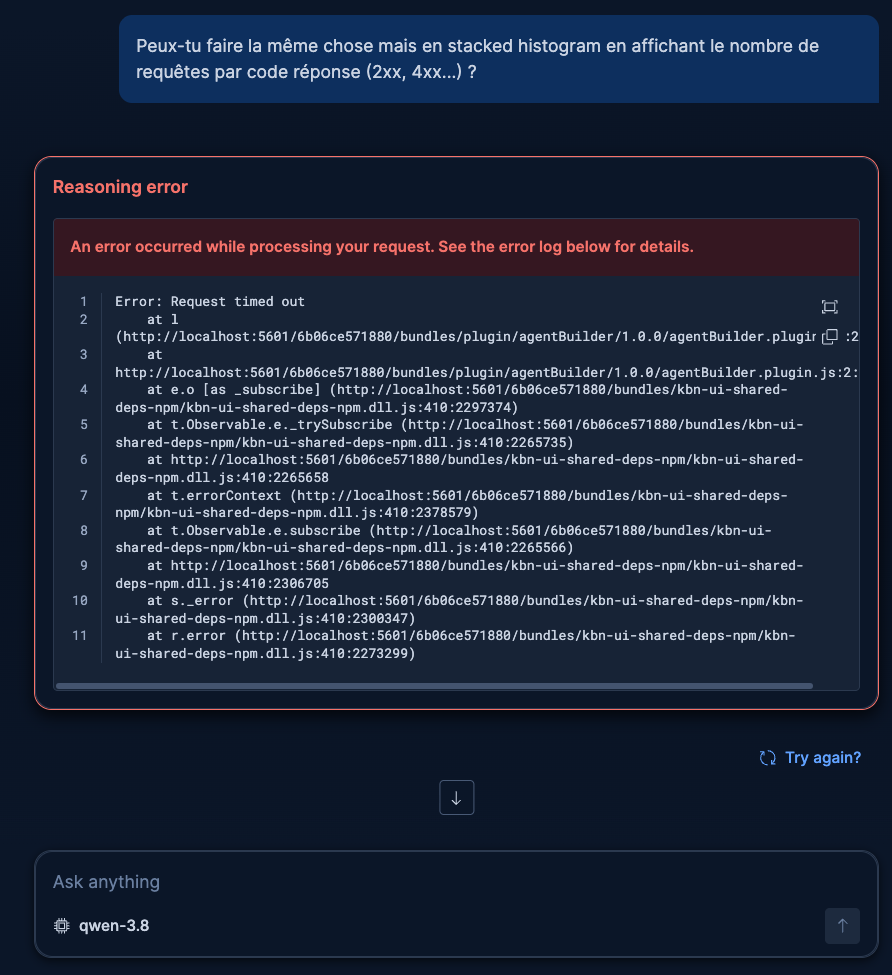 Peux-tu faire la même chose mais en stacked histogram en affichant le nombre de
requêtes par code réponse (2xx, 4xx...) ?
Reasoning error
An error occurred while processing your request. See the error log below for details.
1 Error: Request timed out
2 at l
(http://localhost:5601/6b06ce571880/bundles/plugin/agentBuilder/1.0.0/agentBuilder.plugin :2
3 at
http://localhost:5601/6b06ce571880/bundles/plugin/agentBuilder/1.0.0/agentBuilder.plugin.js:2:
4 at e.o [as _subscribe] (http://localhost:5601/6b06ce571880/bundles/kbn-ui-shared-
deps-npm/kbn-ui-shared-deps-npm.dll.js:410:2297374)
5 at t.Observable.e._trySubscribe (http://localhost:5601/6b06ce571880/bundles/kbn-ui-
shared-deps-npm/kbn-ui-shared-deps-npm.dll.js:410:2265735)
6 at http://localhost:5601/6b06ce571880/bundles/kbn-ui-shared-deps-npm/kbn-ui-shared-
deps-npm.dll.js:410:2265658
7 at t.errorContext (http://localhost:5601/6b06ce571880/bundles/kbn-ui-shared-deps-
npm/kbn-ui-shared-deps-npm.dll.js:410:2378579)
8 at t.Observable.e.subscribe (http://localhost:5601/6b06ce571880/bundles/kbn-ui-
shared-deps-npm/kbn-ui-shared-deps-npm.dll.js:410:2265566)
9 at http://localhost:5601/6b06ce571880/bundles/kbn-ui-shared-deps-npm/kbn-ui-shared-
deps-npm.dll.js:410:2306705
10 at s._error (http://localhost:5601/6b06ce571880/bundles/kbn-ui-shared-deps-npm/kbn-
ui-shared-deps-npm.dll.js:410:2300347)
11 at r.error (http://localhost:5601/6b06ce571880/bundles/kbn-ui-shared-deps-npm/kbn-
ui-shared-deps-npm.dll.js:410:2273299)
Try again?
Ask anything
qwen-3.8